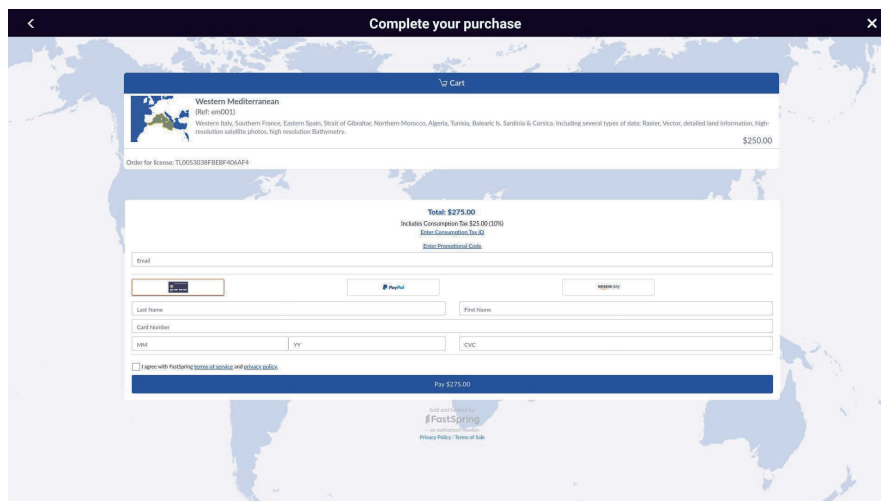 Complete your purchase
Cart
Western Mediterranean
(Ref: em001)
Western Italy, Southern France, Eastern Spain, Strait of Gibraltar, Northern Morocco, Algeria, Tunisia, Balearic Is. Sardinia & Corsica. Including several types of data: Raster, Vector, detailed land information, high-
resolution satellite photos, high resolution Bathymetry.
$250.00
Order for license:
Total: $275.00
Includes Consumption Tax $25.00 (10%)
Enter Consumption Tax ID
Enter Promotional Code
Email
PayPal
amazon pay
Last Name
First Name
Card Number
MM
YY
CVC
I agree with FastSpring terms of service and privacy policy.
Pay $275.00
Sold and fulfilled by
FastSpring
- an authorized reseller.
Privacy Policy | Terms of Sale